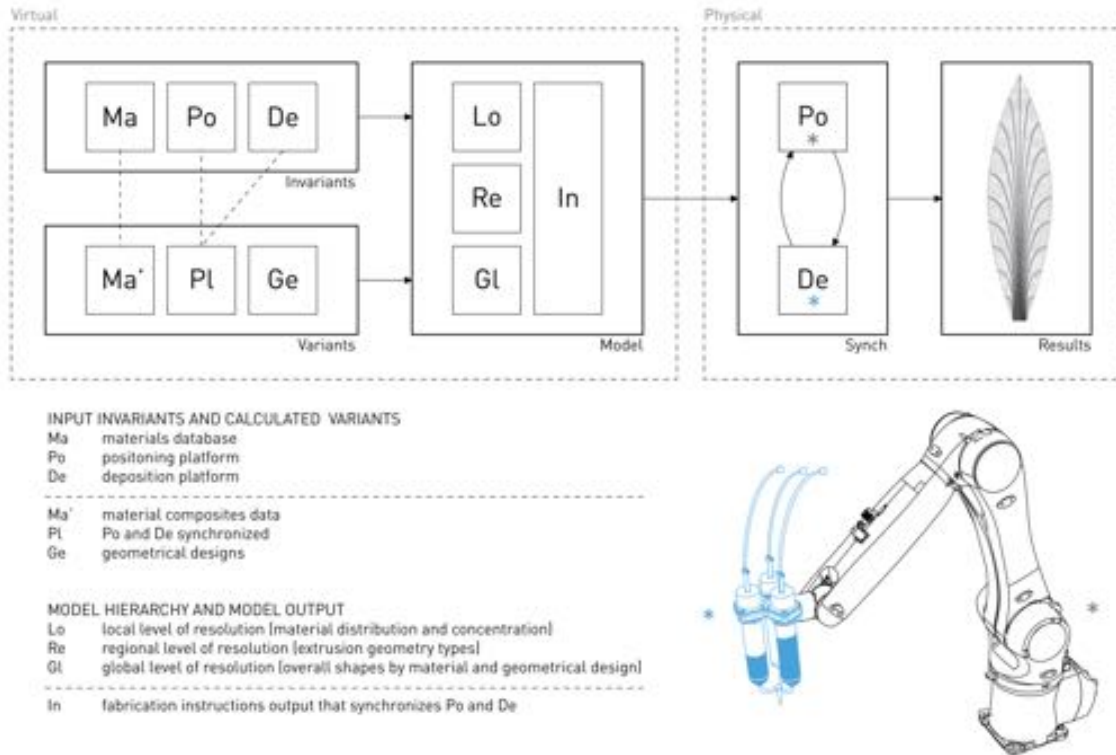 Virtual
Physical
Ma Po De
Invariants
Ma' Pl Ge
Variants
Lo
Re
Gl
In
Model
Po
*
De
*
Synch
Results
INPUT INVARIANTS AND CALCULATED VARIANTS
Ma materials database
Po positoning platform
De deposition platform
Ma' material composites data
Pl Po and De synchronized
Ge geometrical designs
MODEL HIERARCHY AND MODEL OUTPUT
Lo local level of resolution [material distribution and concentration]
Re regional level of resolution [extrusion geometry types]
Gl global level of resolution [overall shapes by material and geometrical design]
In fabrication instructions output that synchronizes Po and De
*
*